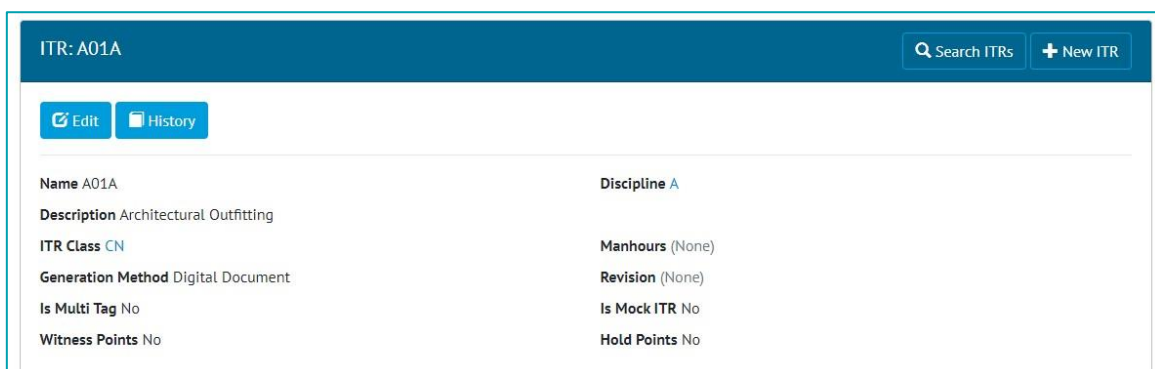 ITR: A01A
Search ITRs
New ITR
Edit
History
Name A01A
Discipline A
Description Architectural Outfitting
ITR Class CN
Manhours (None)
Generation Method Digital Document
Revision (None)
Is Multi Tag No
Is Mock ITR No
Witness Points No
Hold Points No